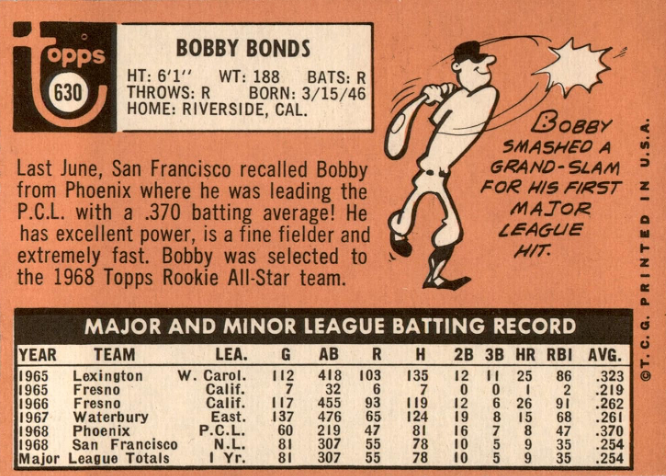 topps
630
BOBBY BONDS
HT: 6'1'' WT: 188 BATS: R
THROWS: R BORN: 3/15/46
HOME: RIVERSIDE, CAL.
Last June, San Francisco recalled Bobby
from Phoenix where he was leading the
P.C.L. with a .370 batting average! He
has excellent power, is a fine fielder and
extremely fast. Bobby was selected to
the 1968 Topps Rookie All-Star team.
BOBBY
SMASHED A
GRAND-SLAM
FOR HIS FIRST
MAJOR
LEAGUE
HIT.
©T.C.G. PRINTED IN U.S.A.
MAJOR AND MINOR LEAGUE BATTING RECORD
YEAR TEAM LEA. G AB R H 2B 3B HR RBI AVG.
1965 Lexington W. Carol. 112 418 103 135 12 11 25 86 .323
1965 Fresno Calif. 7 32 6 7 0 0 1 2 .219
1966 Fresno Calif. 117 455 93 119 12 6 26 91 .262
1967 Waterbury East. 137 476 65 124 19 8 15 68 .261
1968 Phoenix P.C.L. 60 219 47 81 16 7 8 47 .370
1968 San Francisco N.L. 81 307 55 78 10 5 9 35 .254
Major League Totals 1 Yr. 81 307 55 78 10 5 9 35 .254